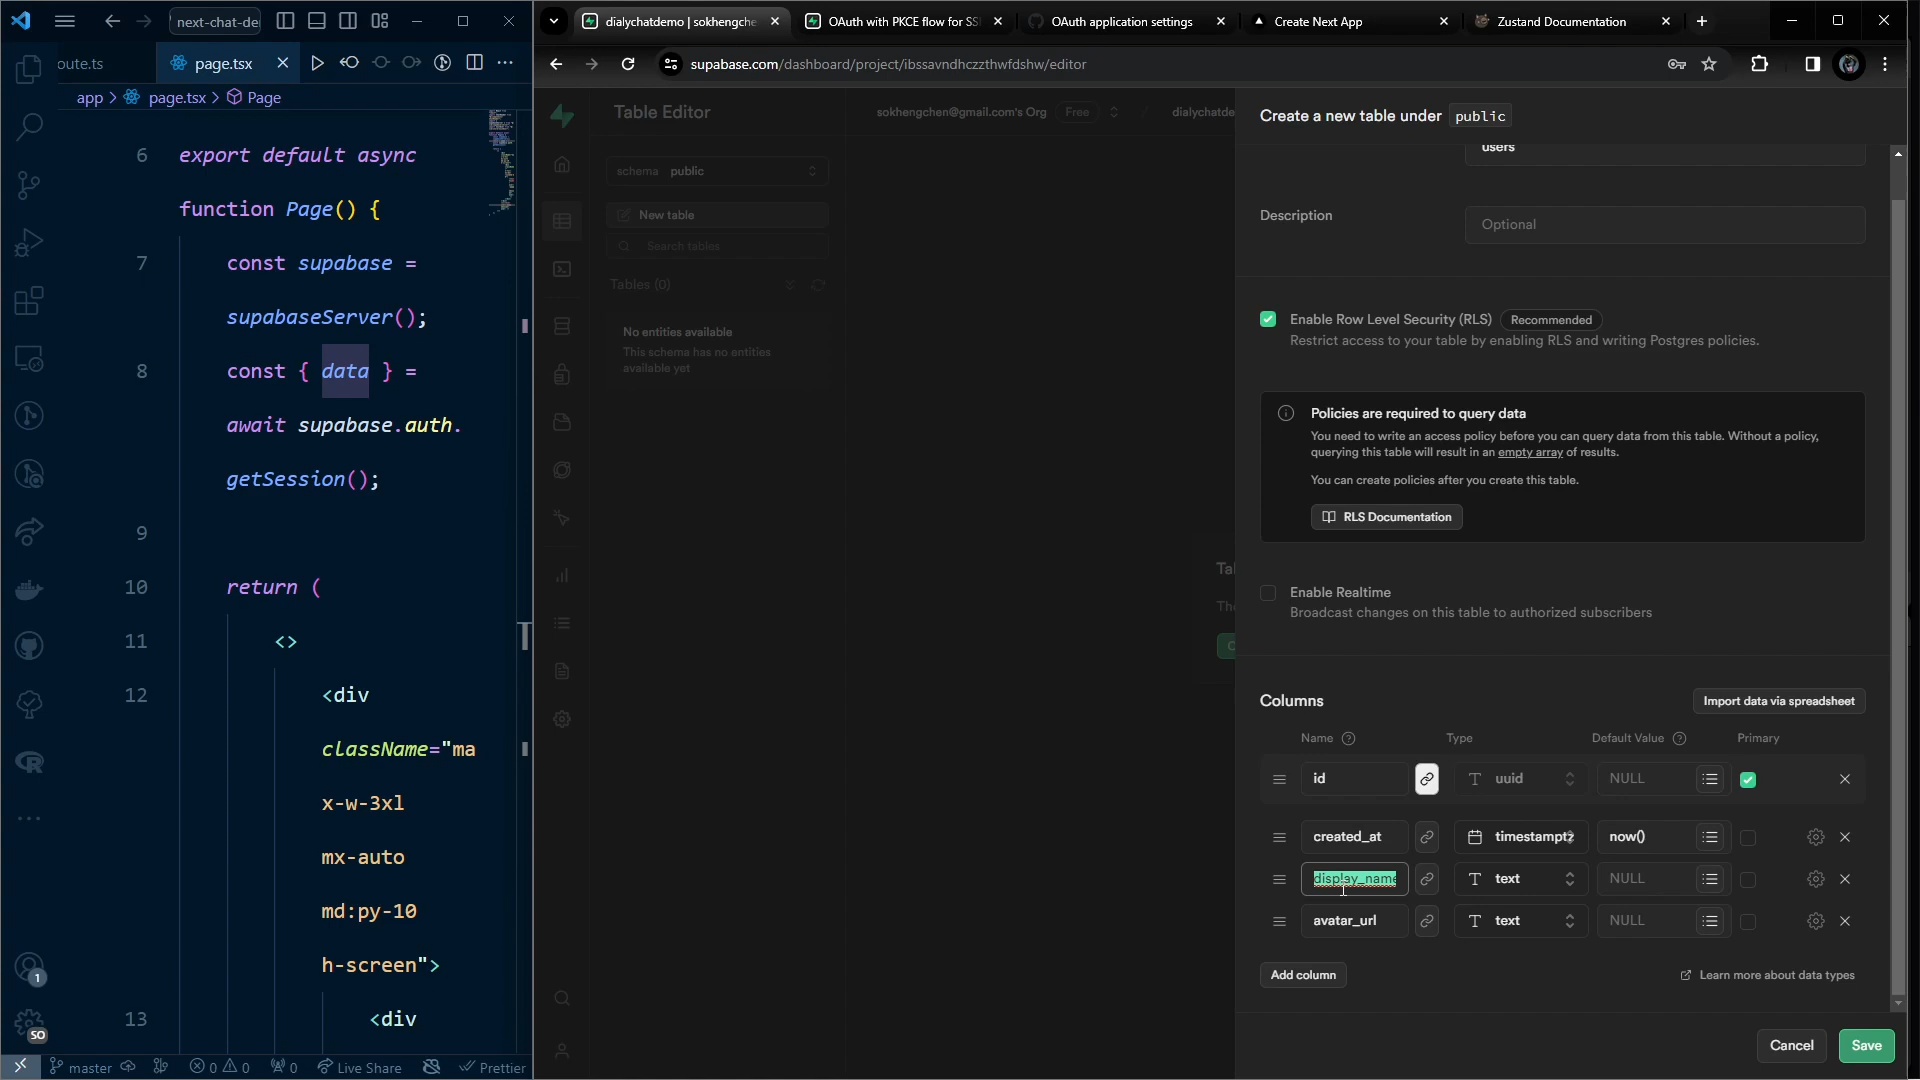 next-chat-de
oute.ts
page.tsx
app > page.tsx > Page
6 export default async
function Page() {
7 const supabase =
supabaseServer();
8 const { data } =
await supabase.auth.
getSession();
9
10 return (
11 <>
12 <div
className="ma
x-w-3xl
mx-auto
md:py-10
h-screen">
13 <div
1
SO
master
0 0
0
Live Share
Prettier
dialychatdemo | sokhengche
OAuth with PKCE flow for SS
OAuth application settings
Create Next App
Zustand Documentation
supabase.com/dashboard/project/ibssavndhczzthwfdshw/editor
Table Editor
sokhengchen@gmail.com's Org
Free
dialychatde
schema public
New table
Search tables
Tables (0)
No entities available
This schema has no entities
available yet
Create a new table under public
users
Description
Optional
Enable Row Level Security (RLS) Recommended
Restrict access to your table by enabling RLS and writing Postgres policies.
Policies are required to query data
You need to write an access policy before you can query data from this table. Without a policy,
querying this table will result in an empty array of results.
You can create policies after you create this table.
RLS Documentation
Enable Realtime
Broadcast changes on this table to authorized subscribers
Columns
Import data via spreadsheet
Name Type Default Value Primary
id uuid NULL
created_at timestamptz now()
display_name text NULL
avatar_url text NULL
Add column
Learn more about data types
Cancel
Save